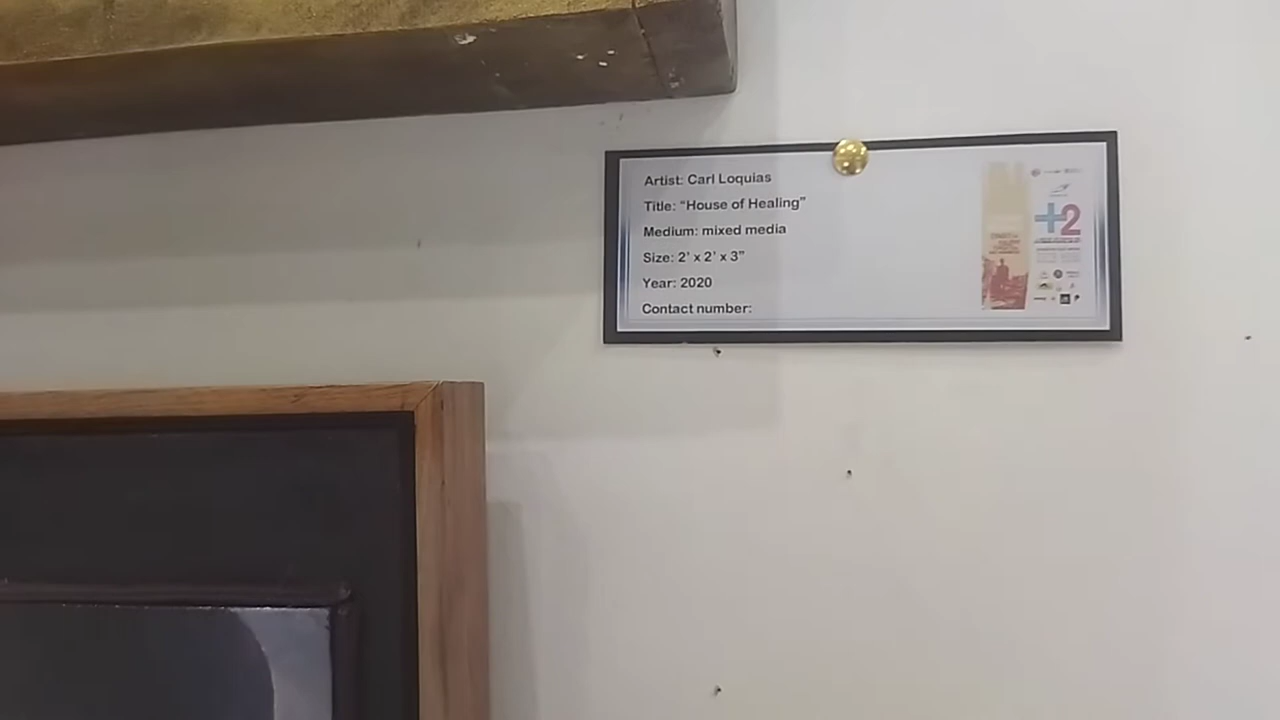 Artist: Carl Loquias
Title: “House of Healing”
Medium: mixed media
Size: 2’ x 2’ x 3”
Year: 2020
Contact number:
+2